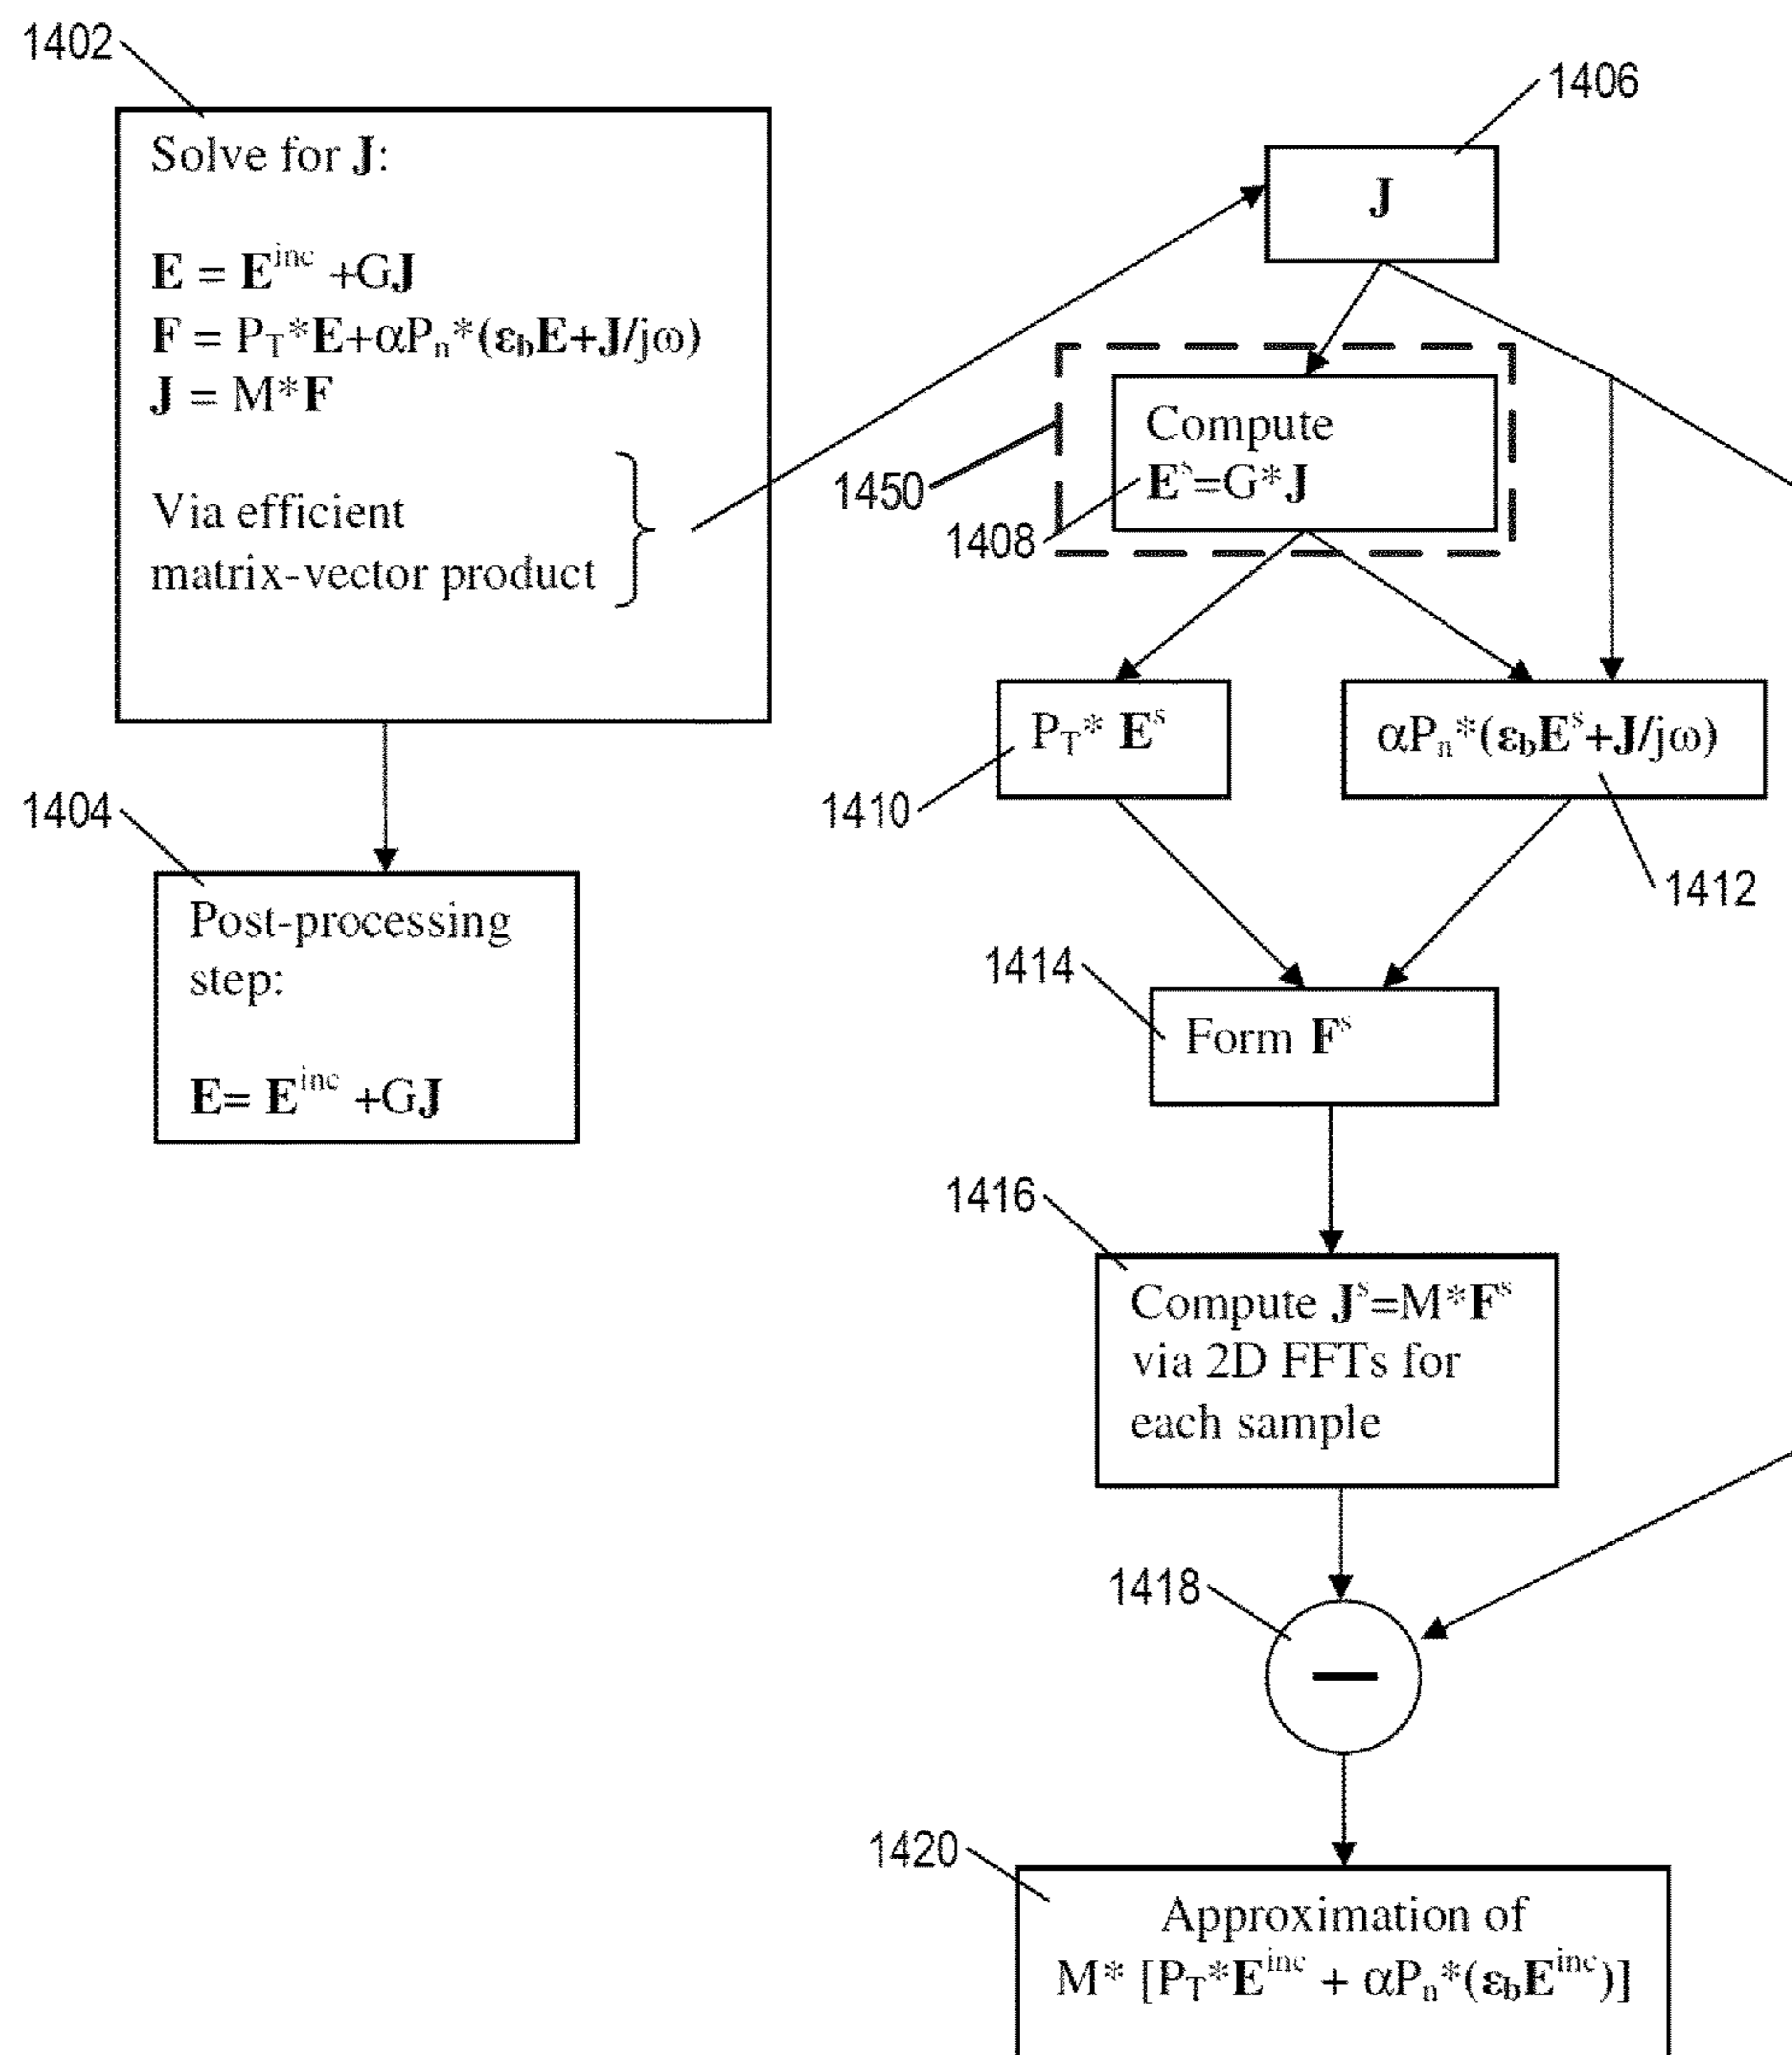 1402
Solve for J:
E = E^inc +GJ
F = P_T*E+αP_n*(ε_bE+J/jω)
J = M*F
Via efficient
matrix-vector product
1404
Post-processing
step:
E= E^inc +GJ
1406
J
1450
Compute
E^s=G*J
1408
P_T* E^s
1410
αP_n*(ε_bE^s+J/jω)
1412
1414
Form F^s
1416
Compute J^s=M*F^s
via 2D FFTs for
each sample
1418
—
1420
Approximation of
M* [P_T*E^inc + αP_n*(ε_bE^inc)]